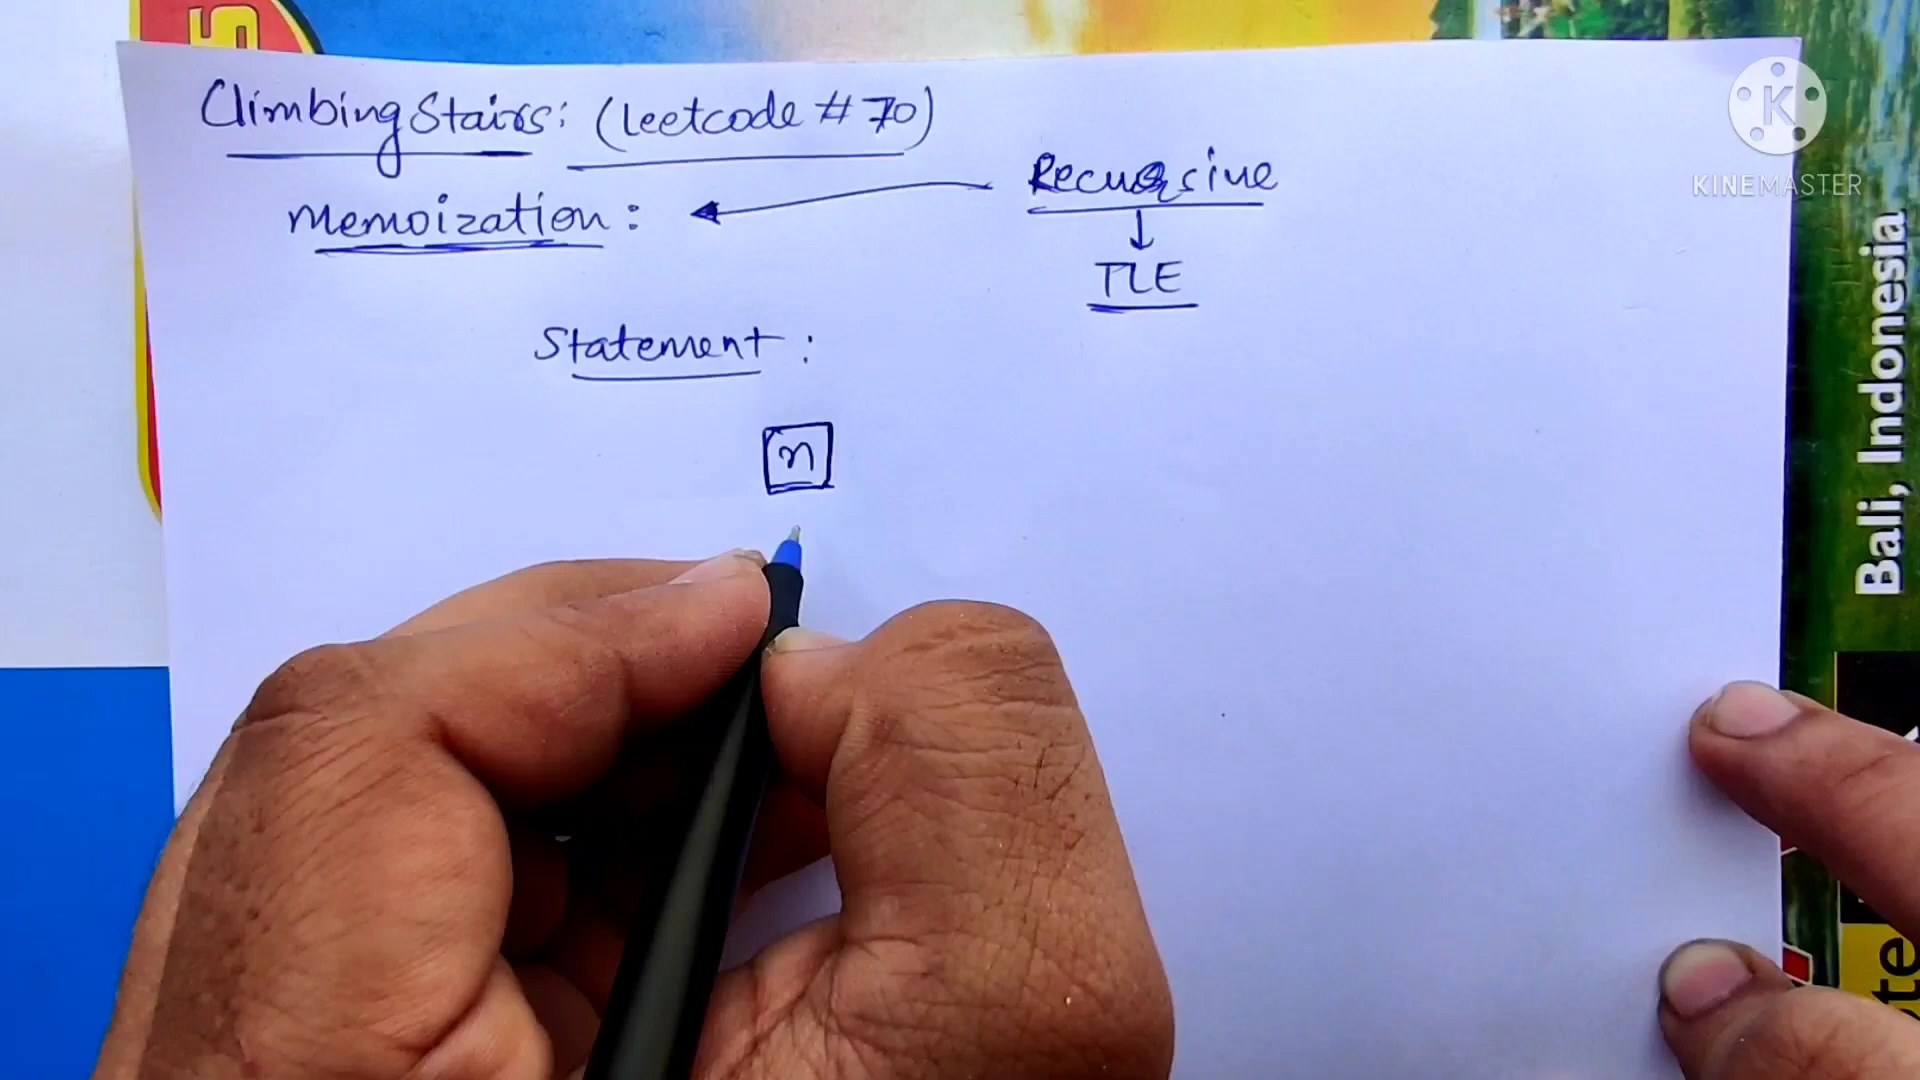 Climbing Stairs: (Leetcode # 70)
Recursive
Memoization:
TLE
Statement:
n
KINEMASTER
Bali, Indonesia